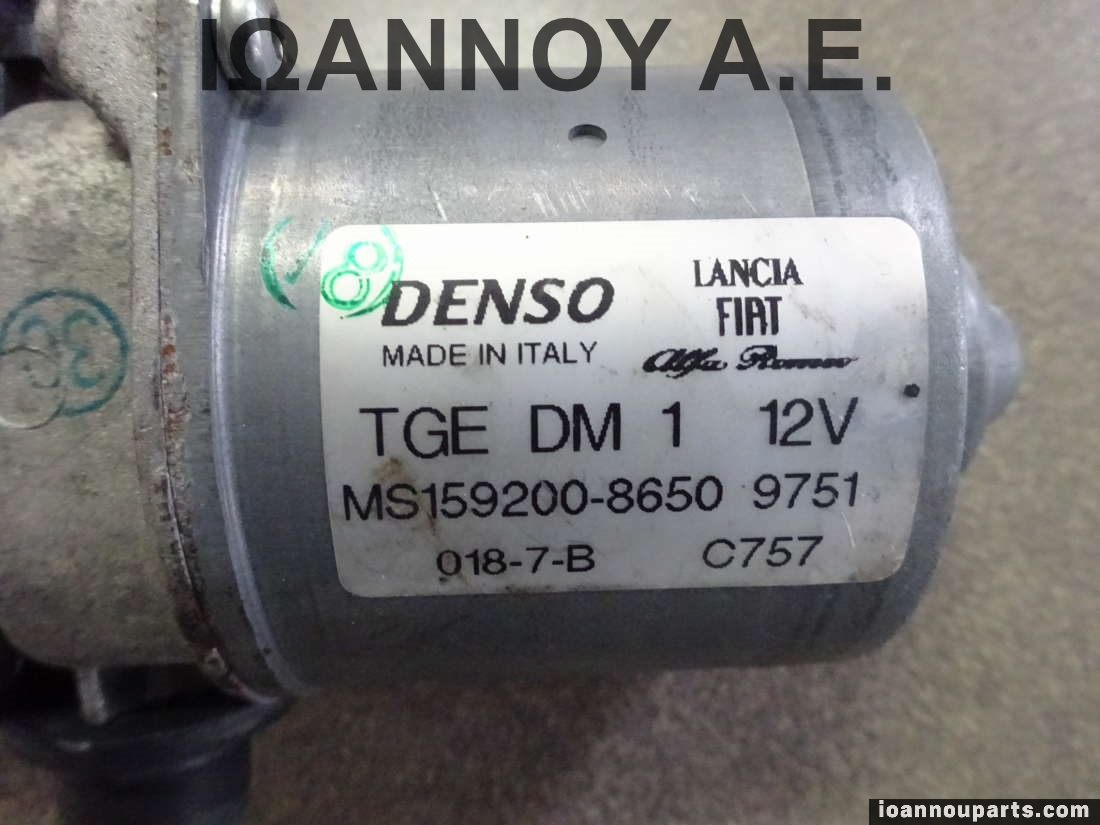 ΙΩΑΝΝΟΥ Α.Ε.
DENSO
MADE IN ITALY
LANCIA
FIAT
Alfa Romeo
TGE DM 1 12V
MS159200-8650 9751
018-7-B C757
ioannouparts.com